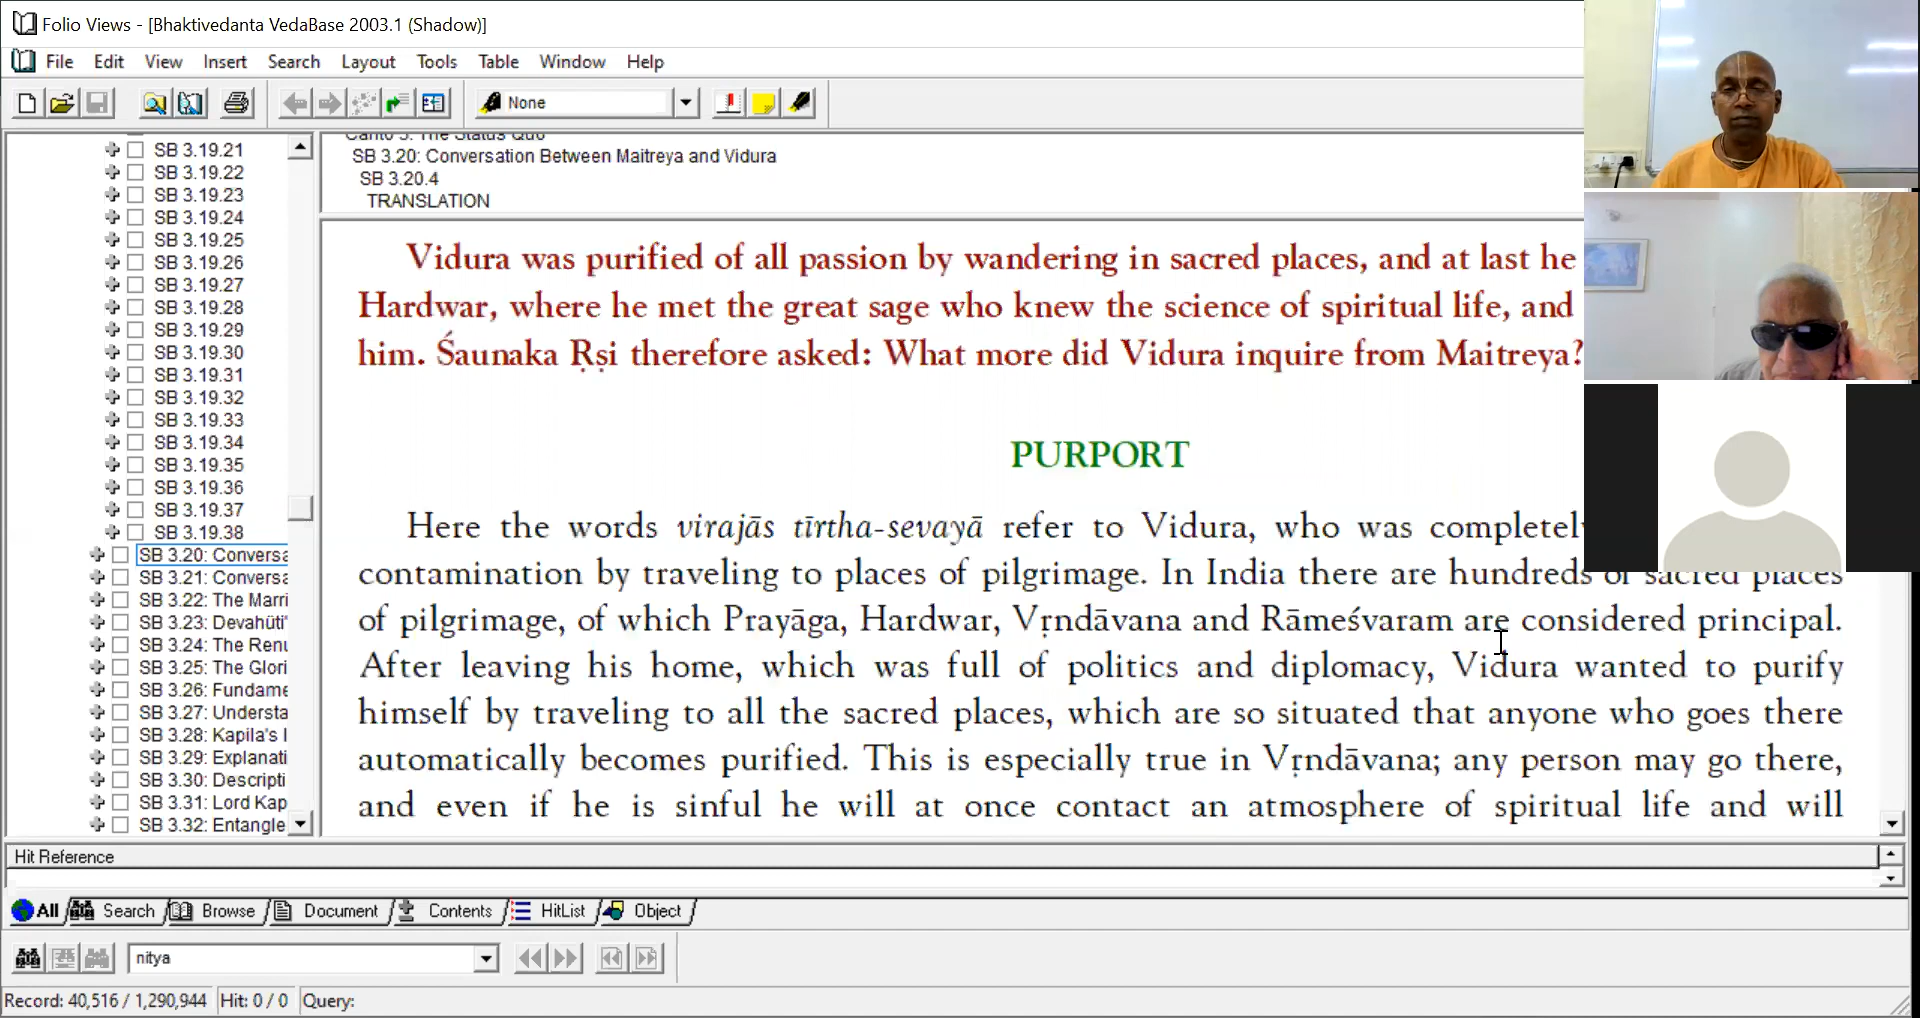 Folio Views - [Bhaktivedanta VedaBase 2003.1 (Shadow)]
File Edit View Insert Search Layout Tools Table Window Help
None
SB 3.19.21
SB 3.19.22
SB 3.19.23
SB 3.19.24
SB 3.19.25
SB 3.19.26
SB 3.19.27
SB 3.19.28
SB 3.19.29
SB 3.19.30
SB 3.19.31
SB 3.19.32
SB 3.19.33
SB 3.19.34
SB 3.19.35
SB 3.19.36
SB 3.19.37
SB 3.19.38
SB 3.20: Conversa
SB 3.21: Conversa
SB 3.22: The Marri
SB 3.23: Devahūti'
SB 3.24: The Renu
SB 3.25: The Glori
SB 3.26: Fundame
SB 3.27: Understa
SB 3.28: Kapila's I
SB 3.29: Explanati
SB 3.30: Descripti
SB 3.31: Lord Kap
SB 3.32: Entangle
Canto 3: The Status Quo
SB 3.20: Conversation Between Maitreya and Vidura
SB 3.20.4
TRANSLATION
Vidura was purified of all passion by wandering in sacred places, and at last he
Hardwar, where he met the great sage who knew the science of spiritual life, and
him. Śaunaka Ṛṣi therefore asked: What more did Vidura inquire from Maitreya?
PURPORT
Here the words virajās tīrtha-sevayā refer to Vidura, who was completel
contamination by traveling to places of pilgrimage. In India there are hundreds of sacred places
of pilgrimage, of which Prayāga, Hardwar, Vṛndāvana and Rāmeśvaram are considered principal.
After leaving his home, which was full of politics and diplomacy, Vidura wanted to purify
himself by traveling to all the sacred places, which are so situated that anyone who goes there
automatically becomes purified. This is especially true in Vṛndāvana; any person may go there,
and even if he is sinful he will at once contact an atmosphere of spiritual life and will
Hit Reference
All Search Browse Document Contents HitList Object
nitya
Record: 40,516 / 1,290,944 Hit: 0 / 0 Query: